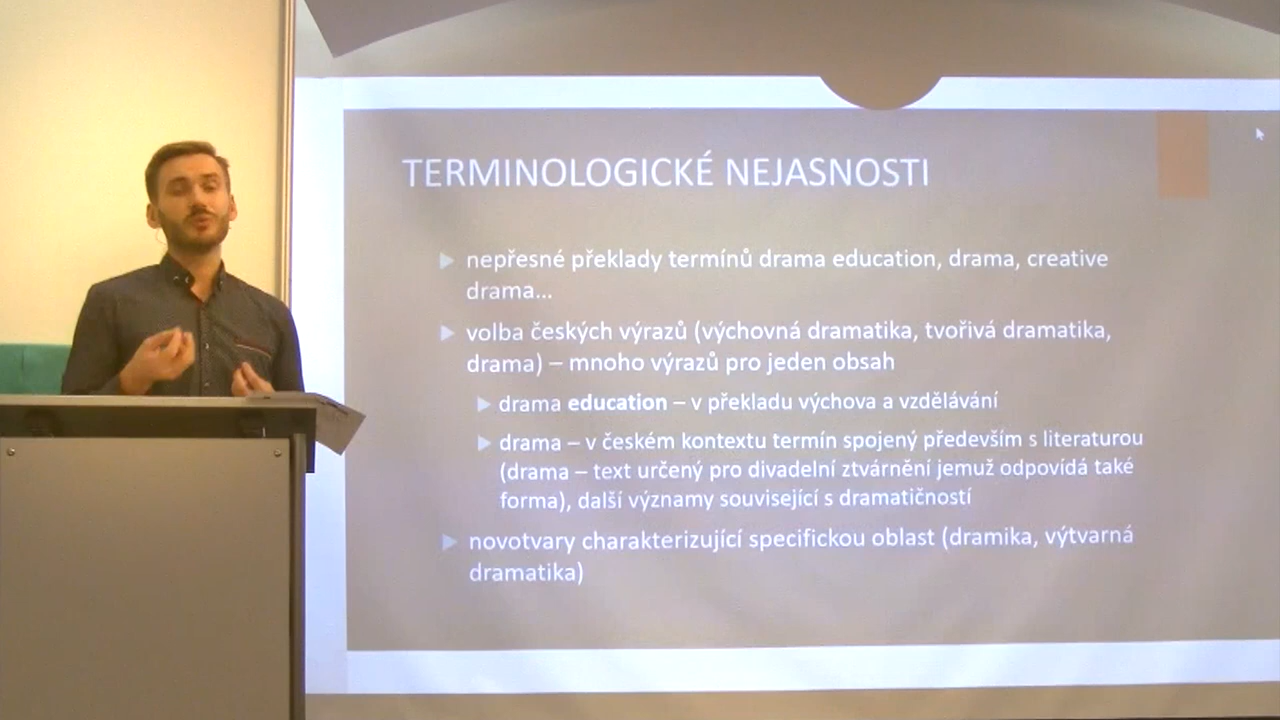 TERMINOLOGICKÉ NEJASNOSTI
nepřesné překlady termínů drama education, drama, creative
drama...
volba českých výrazů (výchovná dramatika, tvořivá dramatika,
drama) – mnoho výrazů pro jeden obsah
drama education – v překladu výchova a vzdělávání
drama – v českém kontextu termín spojený především s literaturou
(drama – text určený pro divadelní ztvárnění jemuž odpovídá také
forma), další významy související s dramatičností
novotvary charakterizující specifickou oblast (dramika, výtvarná
dramatika)